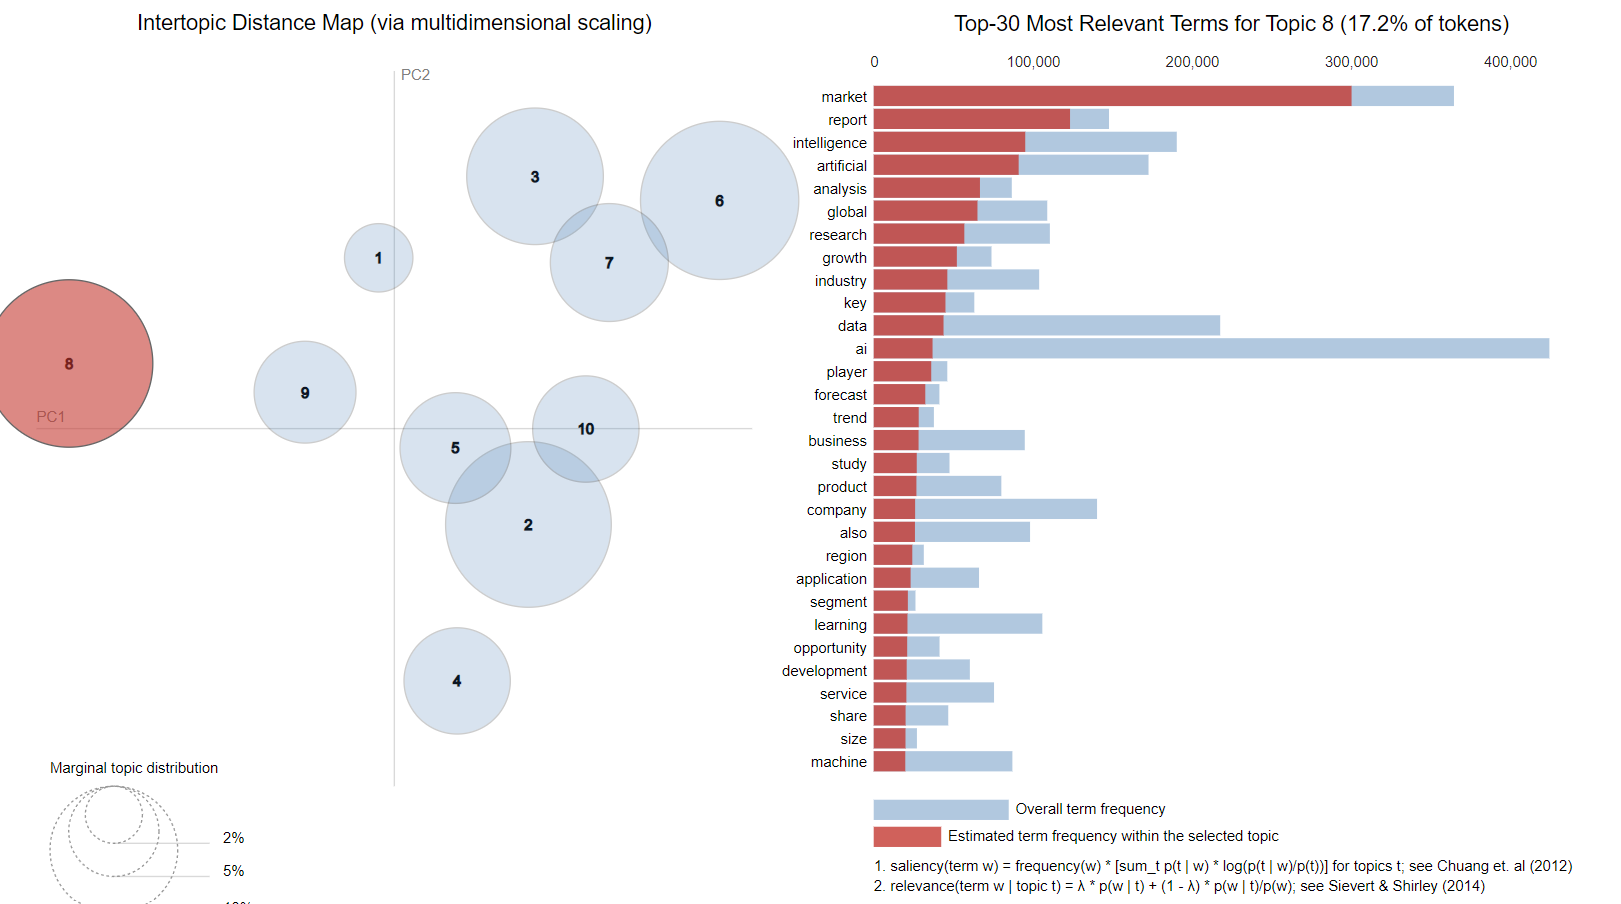 Intertopic Distance Map (via multidimensional scaling)
PC2
3
6
1
7
8
9
PC1
5
10
2
4
Marginal topic distribution
2%
5%
Top-30 Most Relevant Terms for Topic 8 (17.2% of tokens)
0 100,000 200,000 300,000 400,000
market
report
intelligence
artificial
analysis
global
research
growth
industry
key
data
ai
player
forecast
trend
business
study
product
company
also
region
application
segment
learning
opportunity
development
service
share
size
machine
Overall term frequency
Estimated term frequency within the selected topic
1. saliency(term w) = frequency(w) * [sum_t p(t | w) * log(p(t | w)/p(t))] for topics t; see Chuang et. al (2012)
2. relevance(term w | topic t) = λ * p(w | t) + (1 - λ) * p(w | t)/p(w); see Sievert & Shirley (2014)